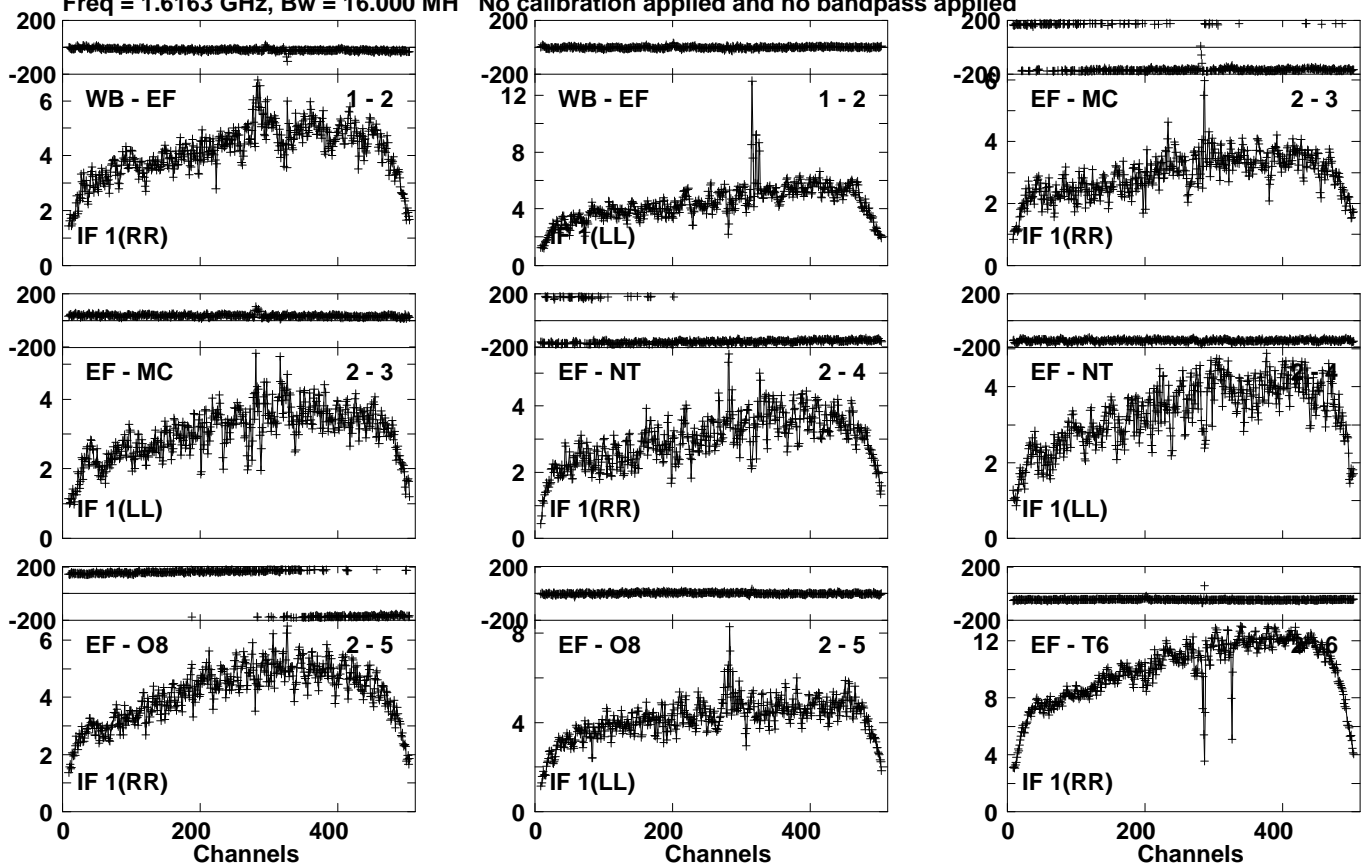 Freq = 1.6163 GHz, Bw = 16.000 MH No calibration applied and no bandpass applied
200
-200
6
4
2
0
WB - EF 1 - 2
IF 1(RR)
200
-200
12
8
4
0
WB - EF 1 - 2
IF 1(LL)
200
-200
6
4
2
0
EF - MC 2 - 3
IF 1(RR)
200
-200
4
2
0
EF - MC 2 - 3
IF 1(LL)
200
-200
4
2
0
EF - NT 2 - 4
IF 1(RR)
200
-200
4
2
0
EF - NT 2 - 4
IF 1(LL)
200
-200
6
4
2
0
EF - O8 2 - 5
IF 1(RR)
0 200 400
Channels
200
-200
8
4
0
EF - O8 2 - 5
IF 1(LL)
0 200 400
Channels
200
-200
12
8
4
0
EF - T6 2 - 6
IF 1(RR)
0 200 400
Channels